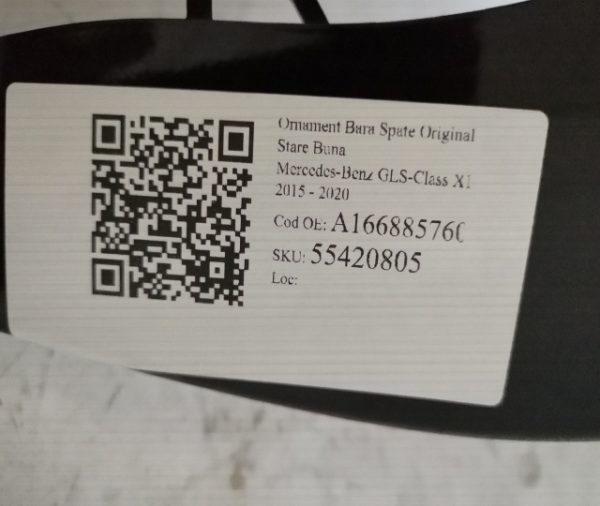 Ornament Bara Spate Original
Stare Buna
Mercedes-Benz GLS-Class
2015 - 2020
Cod OE: A16688576
SKU: 55420805
Loc: